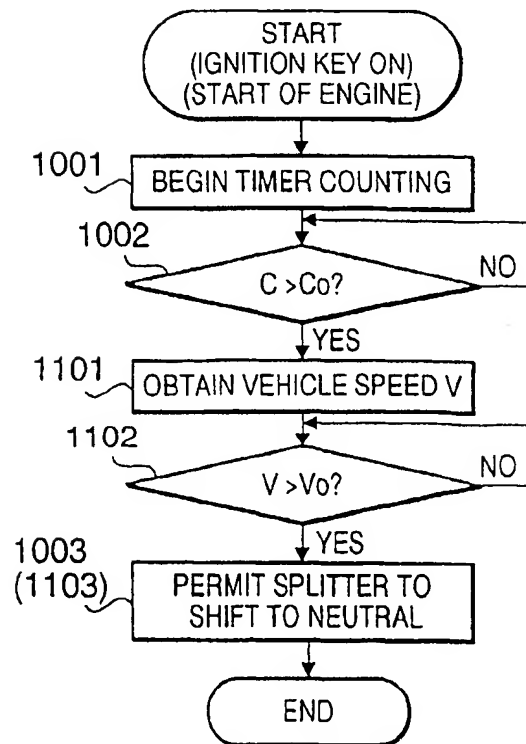 START
(IGNITION KEY ON)
(START OF ENGINE)
1001
BEGIN TIMER COUNTING
1002
C >Co?
NO
YES
1101
OBTAIN VEHICLE SPEED V
1102
V >Vo?
NO
YES
1003
(1103)
PERMIT SPLITTER TO
SHIFT TO NEUTRAL
END